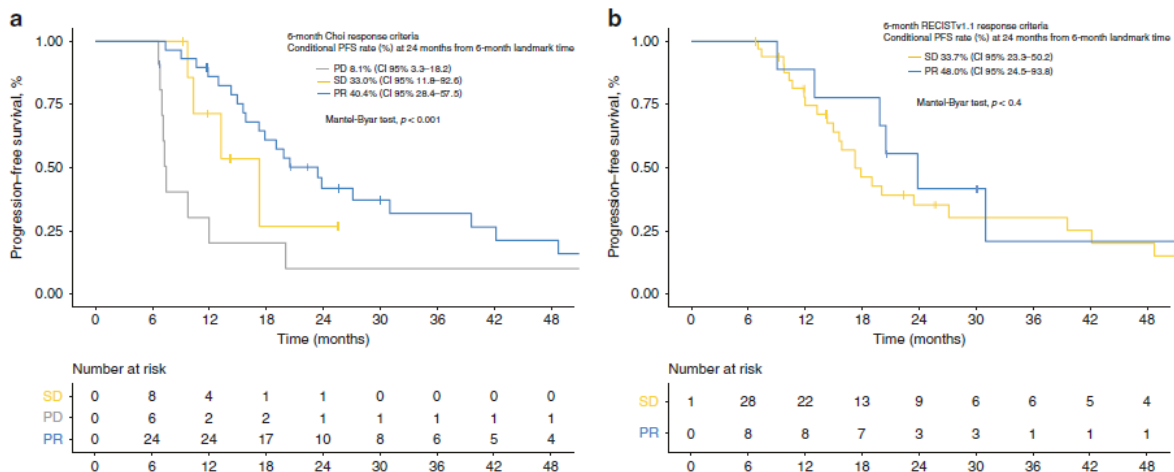 a
6-month Choi response criteria
Conditional PFS rate (%) at 24 months from 6-month landmark time
PD 8.1% (CI 95% 3.3–18.2)
SD 33.0% (CI 95% 11.8–92.6)
PR 40.4% (CI 95% 28.4–57.5)
Mantel-Byar test, p < 0.001
Progression–free survival, %
1.00
0.75
0.50
0.25
0.00
0 6 12 18 24 30 36 42 48
Time (months)
Number at risk
SD 0 8 4 1 1 0 0 0 0
PD 0 6 2 2 1 1 1 1 1
PR 0 24 24 17 10 8 6 5 4
0 6 12 18 24 30 36 42 48
b
6-month RECISTv1.1 response criteria
Conditional PFS rate (%) at 24 months from 6-month landmark time
SD 33.7% (CI 95% 23.3–50.2)
PR 48.0% (CI 95% 24.5–93.8)
Mantel-Byar test, p < 0.4
Progression–free survival, %
1.00
0.75
0.50
0.25
0.00
0 6 12 18 24 30 36 42 48
Time (months)
Number at risk
SD 1 28 22 13 9 6 6 5 4
PR 0 8 8 7 3 3 1 1 1
0 6 12 18 24 30 36 42 48